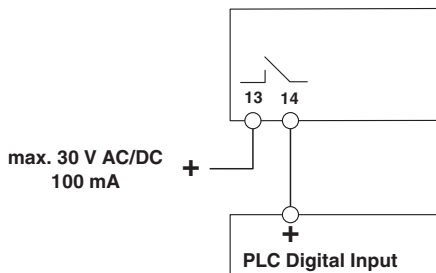 13 14
max. 30 V AC/DC
100 mA
+
+
PLC Digital Input